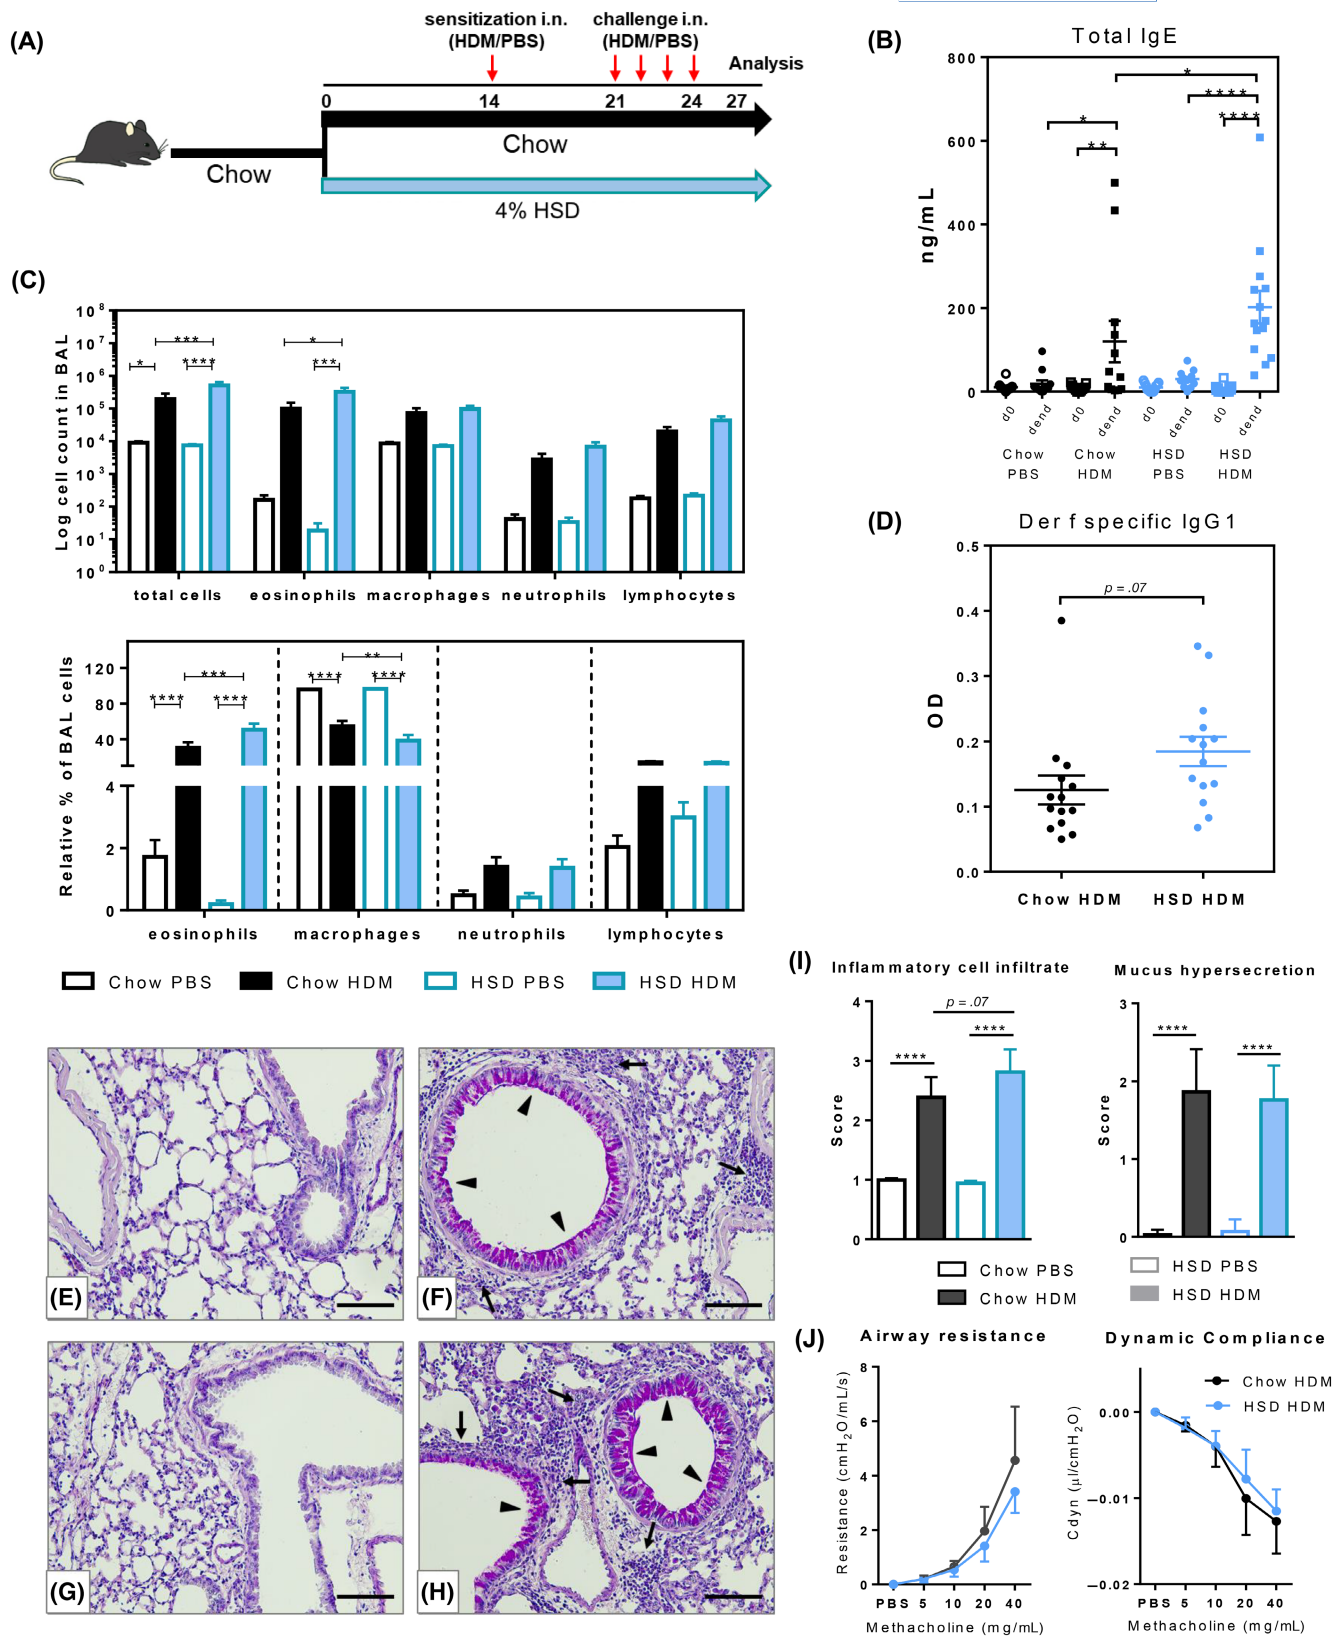 (A)
sensitization i.n.
(HDM/PBS)
challenge i.n.
(HDM/PBS)
Analysis
0 14 21 24 27
Chow
Chow
4% HSD
(B)
Total IgE
ng/mL
800
600
400
200
0
*
****
****
*
**
d0 dend d0 dend d0 dend d0 dend
Chow PBS
Chow HDM
HSD PBS
HSD HDM
(C)
Log cell count in BAL
10^8
10^7
10^6
10^5
10^4
10^3
10^2
10^1
10^0
* *** ****
* ***
total cells eosinophils macrophages neutrophils lymphocytes
Relative % of BAL cells
120
80
40
4
2
0
**** *** ****
**** ** ****
eosinophils macrophages neutrophils lymphocytes
Chow PBS Chow HDM HSD PBS HSD HDM
(D)
Der f specific IgG1
OD
0.5
0.4
0.3
0.2
0.1
0.0
p = .07
Chow HDM HSD HDM
(E)
(F)
(G)
(H)
(I)
Inflammatory cell infiltrate
Score
4
3
2
1
0
****
p = .07
****
Mucus hypersecretion
Score
3
2
1
0
****
****
Chow PBS
Chow HDM
HSD PBS
HSD HDM
(J)
Airway resistance
Resistance (cmH2O/mL/s)
8
6
4
2
0
PBS 5 10 20 40
Methacholine (mg/mL)
Dynamic Compliance
Chow HDM
HSD HDM
Cdyn (µl/cmH2O)
0.00
−0.01
−0.02
PBS 5 10 20 40
Methacholine (mg/mL)